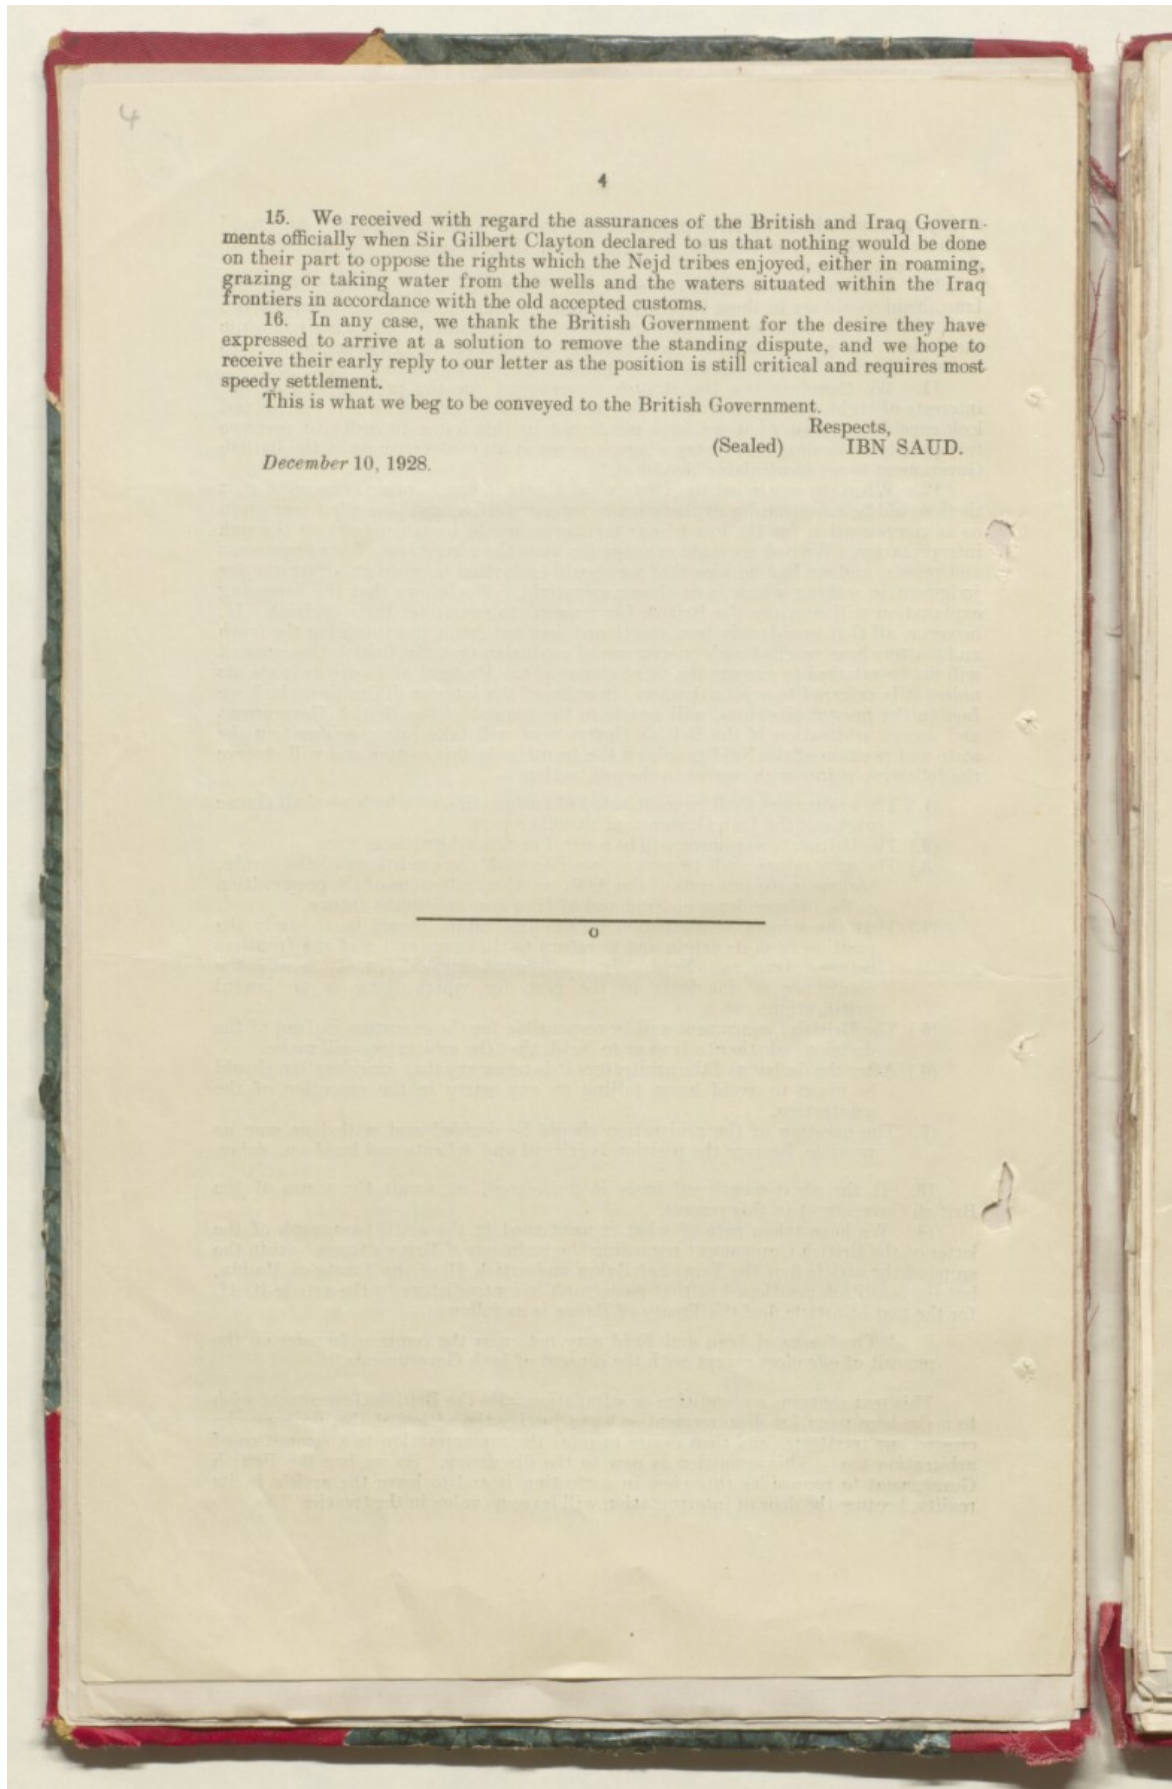 4
4
15. We received with regard the assurances of the British and Iraq Govern-
ments officially when Sir Gilbert Clayton declared to us that nothing would be done
on their part to oppose the rights which the Nejd tribes enjoyed, either in roaming,
grazing or taking water from the wells and the waters situated within the Iraq
frontiers in accordance with the old accepted customs.
16. In any case, we thank the British Government for the desire they have
expressed to arrive at a solution to remove the standing dispute, and we hope to
receive their early reply to our letter as the position is still critical and requires most
speedy settlement.
This is what we beg to be conveyed to the British Government.
Respects,
(Sealed) IBN SAUD.
December 10, 1928.
O